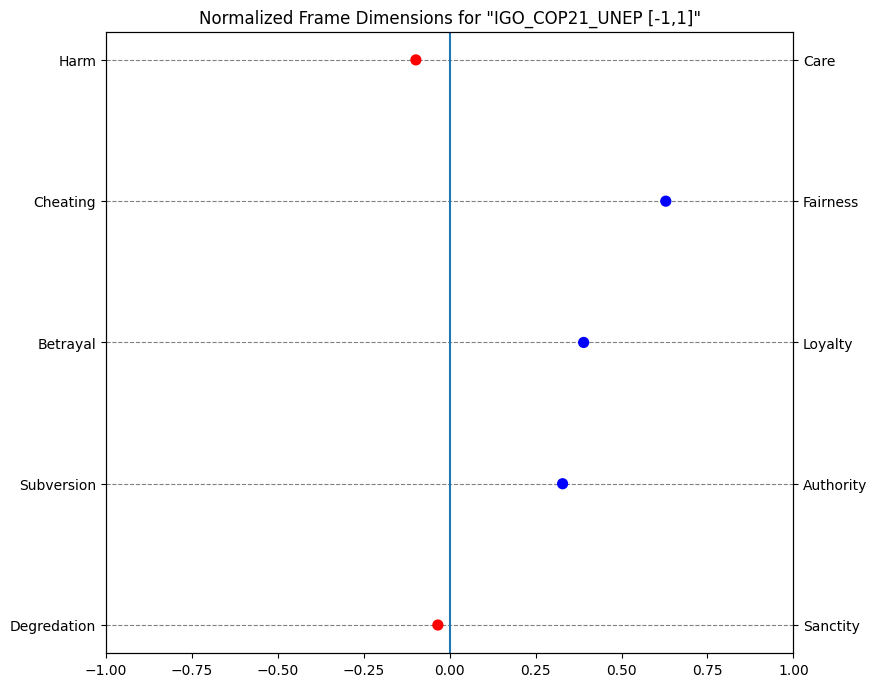 Normalized Frame Dimensions for "IGO_COP21_UNEP [-1,1]"
Harm Care
Cheating Fairness
Betrayal Loyalty
Subversion Authority
Degredation Sanctity
−1.00 −0.75 −0.50 −0.25 0.00 0.25 0.50 0.75 1.00